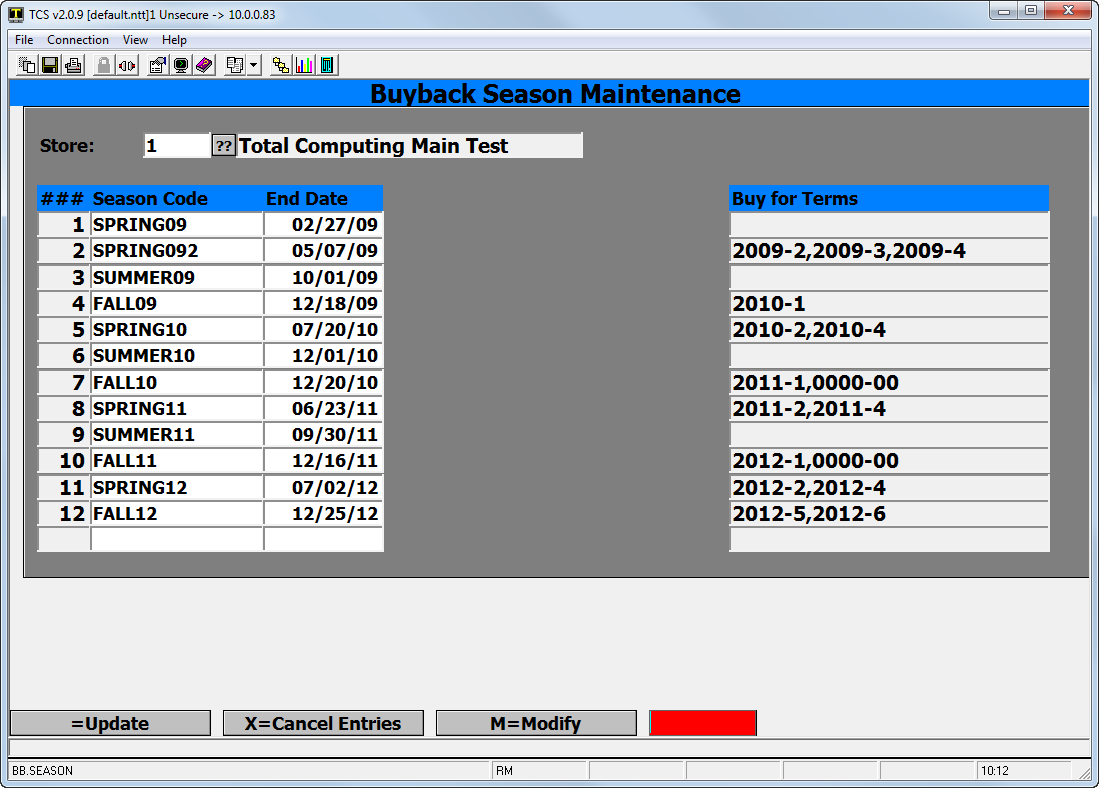 TCS v2.0.9 [default.ntt]1 Unsecure -> 10.0.0.83
File Connection View Help
Buyback Season Maintenance
Store: 1 ?? Total Computing Main Test
### Season Code End Date Buy for Terms
1 SPRING09 02/27/09
2 SPRING092 05/07/09 2009-2,2009-3,2009-4
3 SUMMER09 10/01/09
4 FALL09 12/18/09 2010-1
5 SPRING10 07/20/10 2010-2,2010-4
6 SUMMER10 12/01/10
7 FALL10 12/20/10 2011-1,0000-00
8 SPRING11 06/23/11 2011-2,2011-4
9 SUMMER11 09/30/11
10 FALL11 12/16/11 2012-1,0000-00
11 SPRING12 07/02/12 2012-2,2012-4
12 FALL12 12/25/12 2012-5,2012-6
=Update X=Cancel Entries M=Modify
BB.SEASON RM 10:12